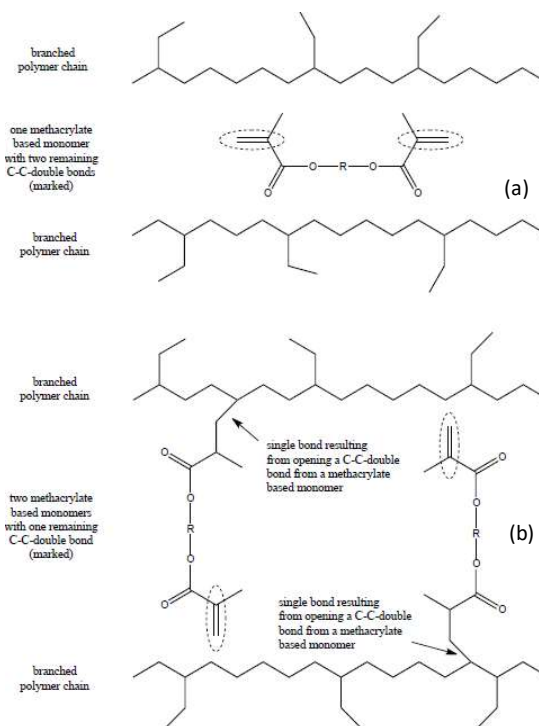 branched
polymer chain
one methacrylate
based monomer
with two remaining
C-C-double bonds
(marked)
O R O
O O
(a)
branched
polymer chain
branched
polymer chain
single bond resulting
from opening a C-C-double
bond from a methacrylate
based monomer
O
O
O
O
two methacrylate
based monomers
with one remaining
C-C-double bond
(marked)
R
R
(b)
O
O
O
O
single bond resulting
from opening a C-C-double
bond from a methacrylate
based monomer
branched
polymer chain